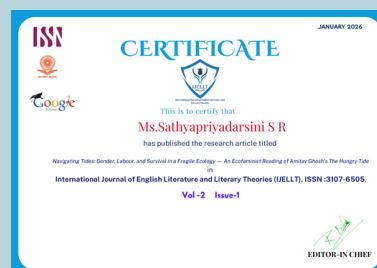 JANUARY 2026
ISSN
CERTIFICATE
Google
IJELLT
This is to certify that
Ms.Sathyapriyadarsini S R
has published the research article titled
Navigating Tides: Gender, Labour, and Survival in a Fragile Ecology — An Ecofeminist Reading of Amitav Ghosh's The Hungry Tide
in
International Journal of English Literature and Literary Theories (IJELLT), ISSN :3107-6505.
Vol -2 Issue-1
EDITOR-IN CHIEF